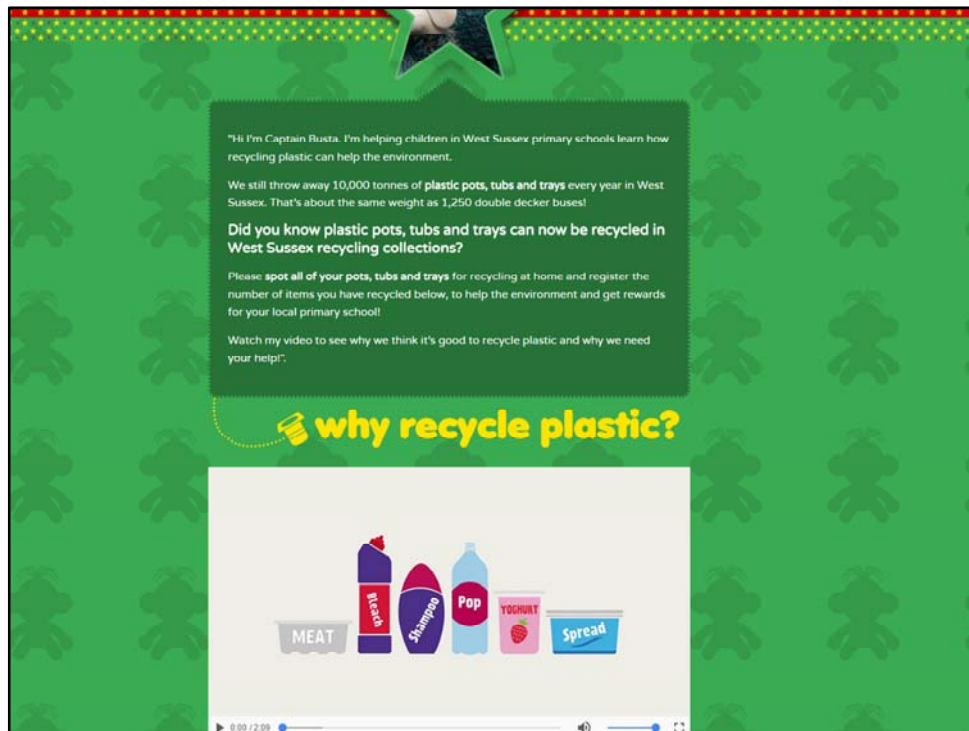 "Hi I'm Captain Busta. I'm helping children in West Sussex primary schools learn how
recycling plastic can help the environment.
We still throw away 10,000 tonnes of plastic pots, tubs and trays every year in West
Sussex. That's about the same weight as 1,250 double decker buses!
Did you know plastic pots, tubs and trays can now be recycled in
West Sussex recycling collections?
Please spot all of your pots, tubs and trays for recycling at home and register the
number of items you have recycled below, to help the environment and get rewards
for your local primary school!
Watch my video to see why we think it's good to recycle plastic and why we need
your help!".
why recycle plastic?
MEAT
Bleach
Shampoo
Pop
YOGHURT
Spread
0:00 / 2:09